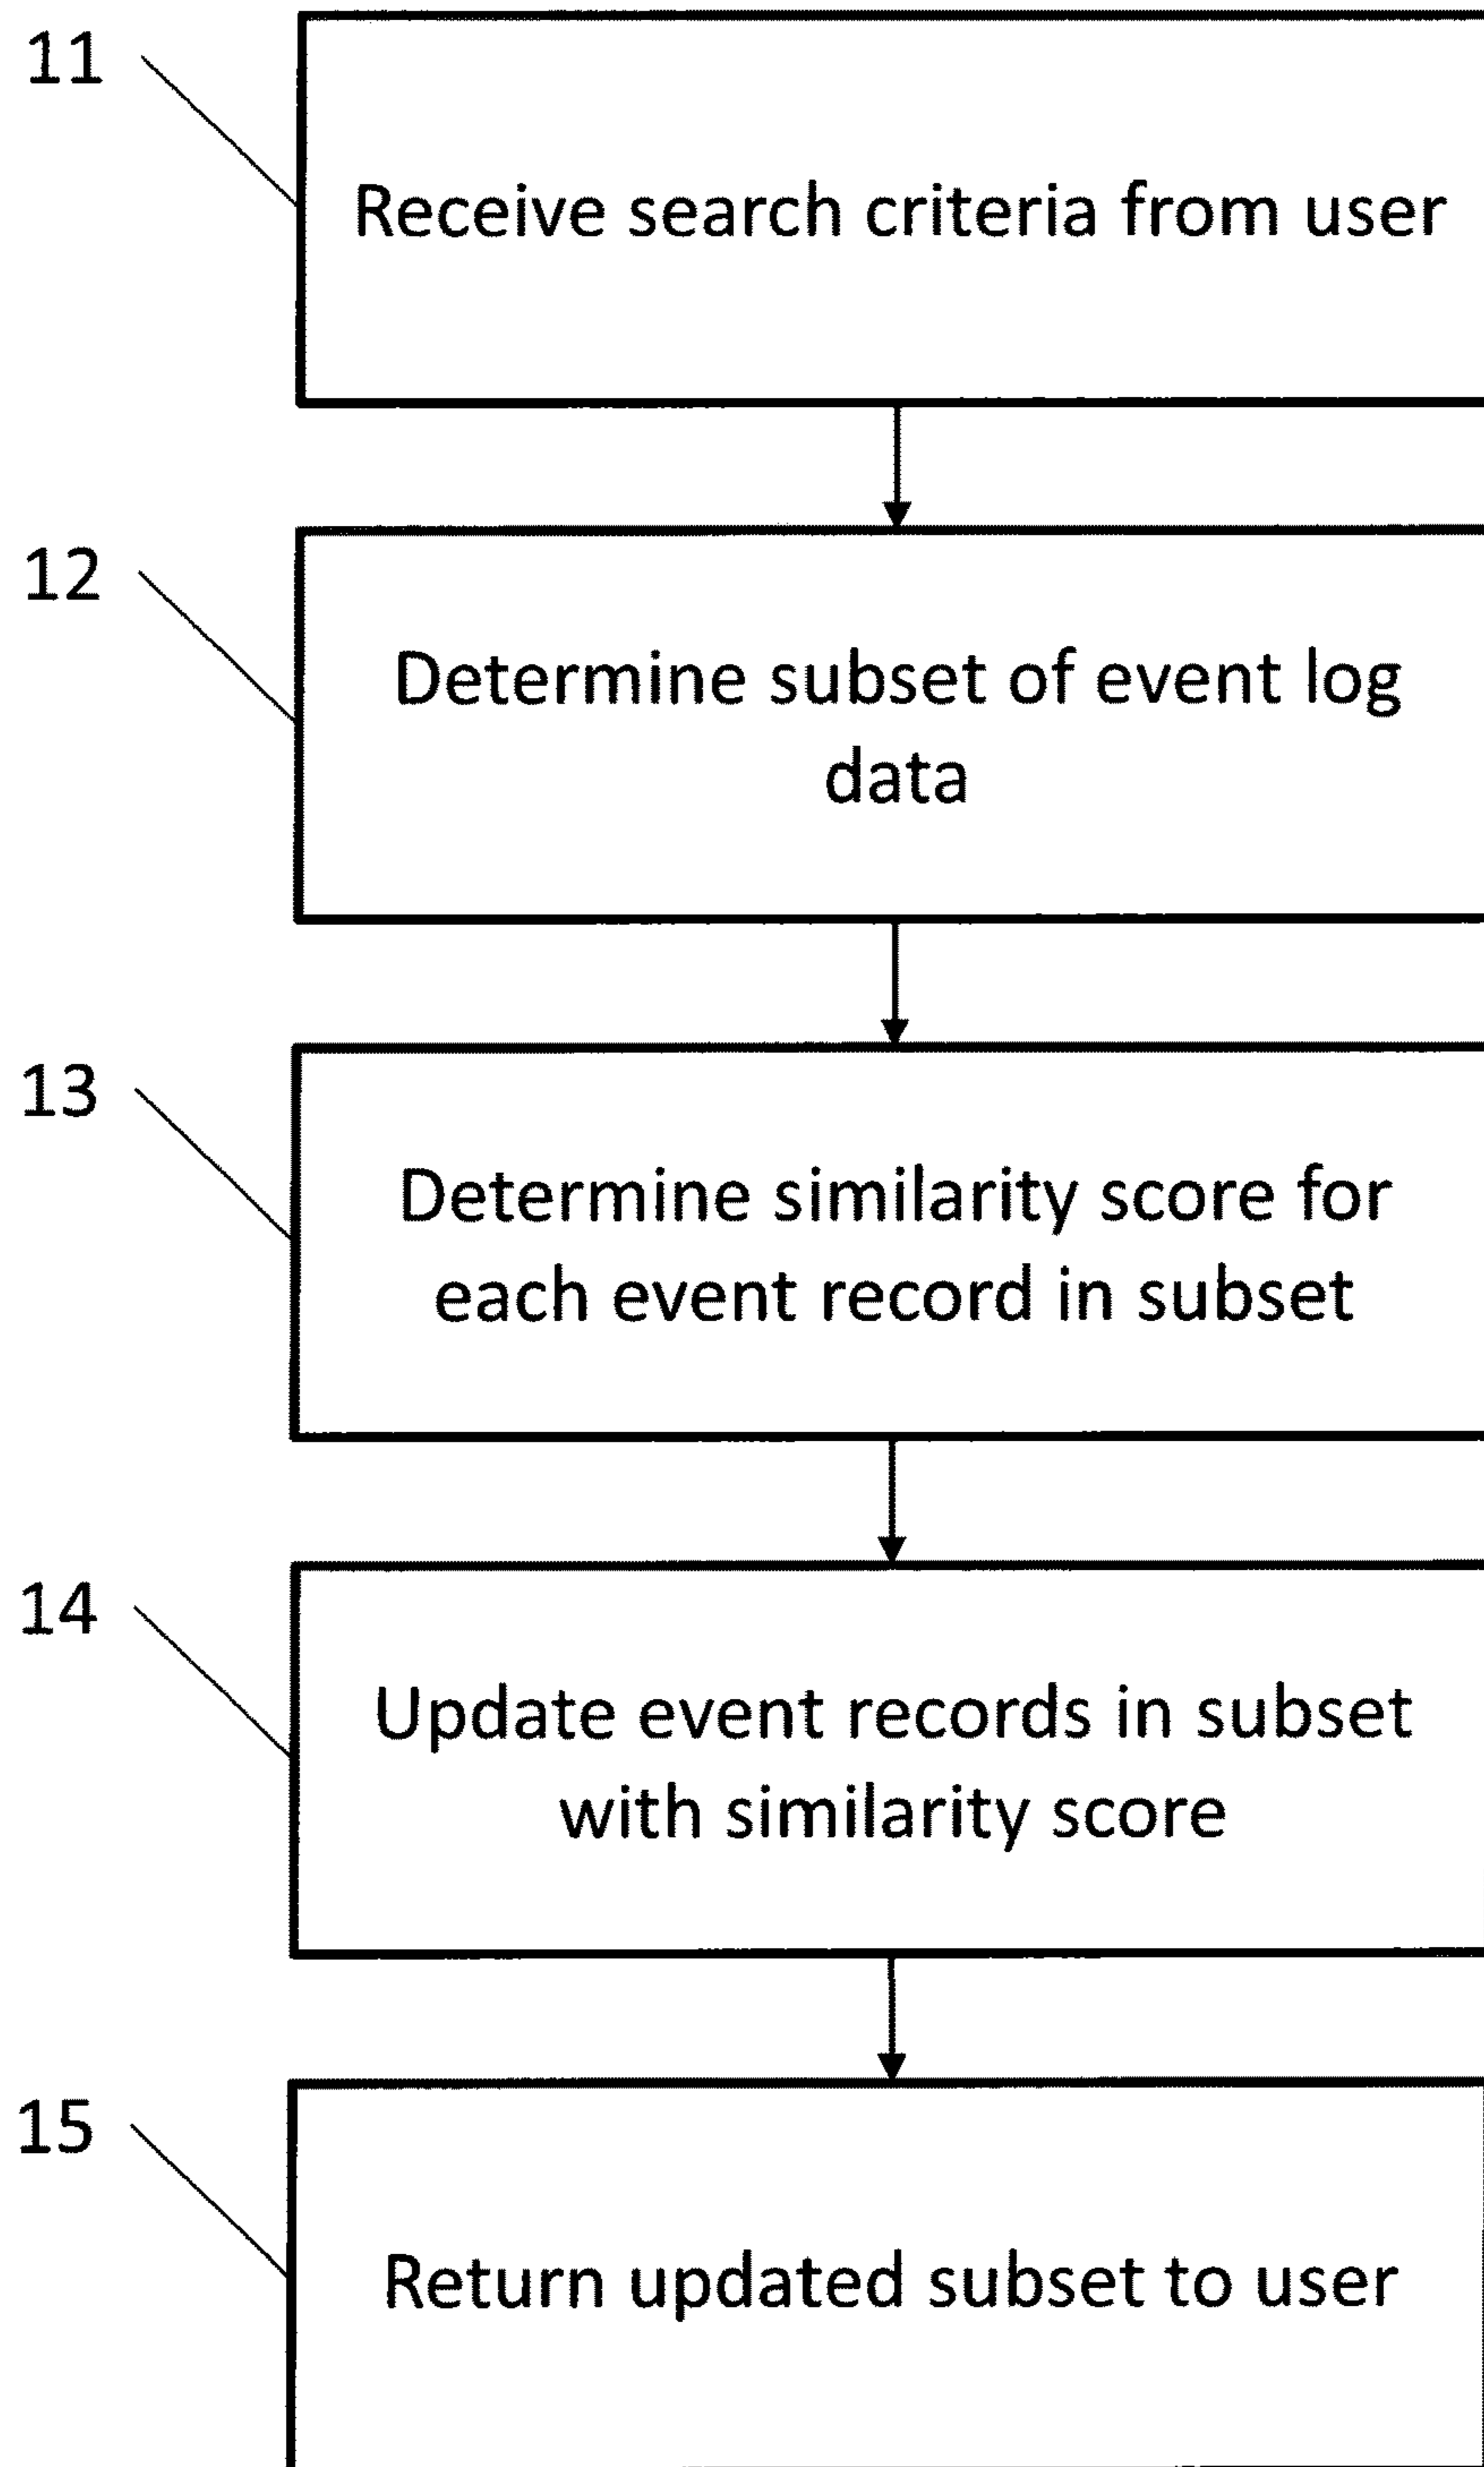 11
Receive search criteria from user
12
Determine subset of event log
data
13
Determine similarity score for
each event record in subset
14
Update event records in subset
with similarity score
15
Return updated subset to user